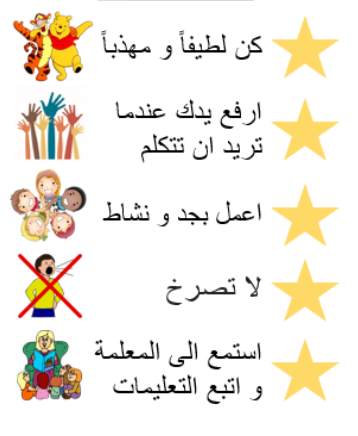 كن لطيفاً و مهذباً
ارفع يدك عندما
تريد ان تتكلم
اعمل بجد و نشاط
لا تصرخ
استمع الى المعلمة
و اتبع التعليمات